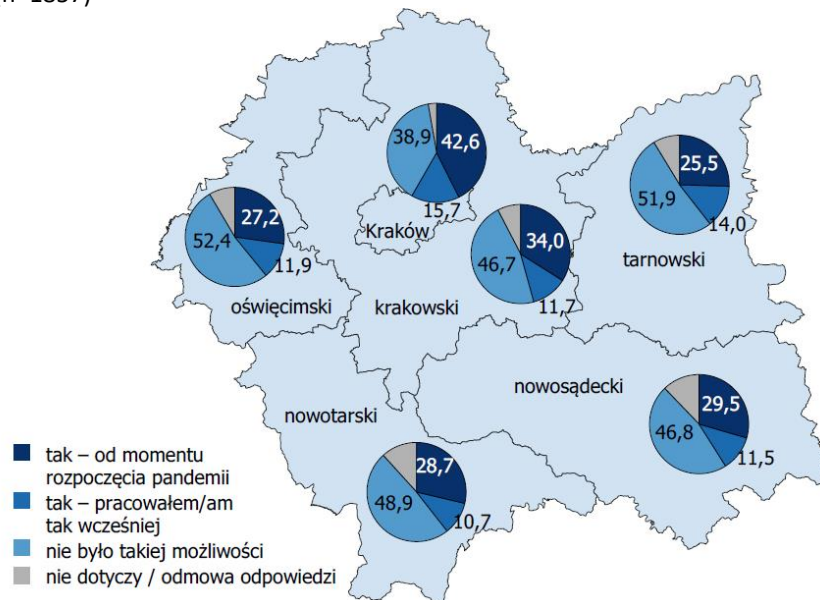 38,9
42,6
15,7
Kraków
25,5
51,9
14,0
tarnowski
27,2
52,4
11,9
oświęcimski
34,0
46,7
11,7
krakowski
nowosądecki
29,5
46,8
11,5
nowotarski
28,7
48,9
10,7
tak – od momentu
rozpoczęcia pandemii
tak – pracowałem/am
tak wcześniej
nie było takiej możliwości
nie dotyczy / odmowa odpowiedzi